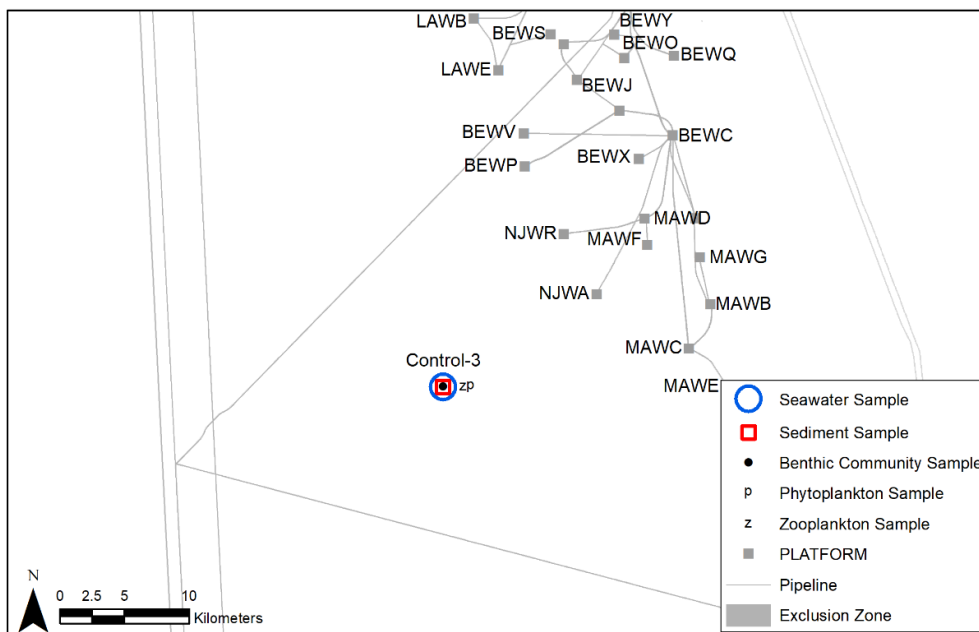 LAWB
BEWY
BEWS
BEWO
BEWQ
LAWE
BEWJ
BEWV
BEWC
BEWP
BEWX
MAWD
NJWR
MAWF
MAWG
NJWA
MAWB
MAWC
Control-3
MAWE
zp
Seawater Sample
Sediment Sample
Benthic Community Sample
p Phytoplankton Sample
z Zooplankton Sample
PLATFORM
Pipeline
Exclusion Zone
N
0 2.5 5 10
Kilometers